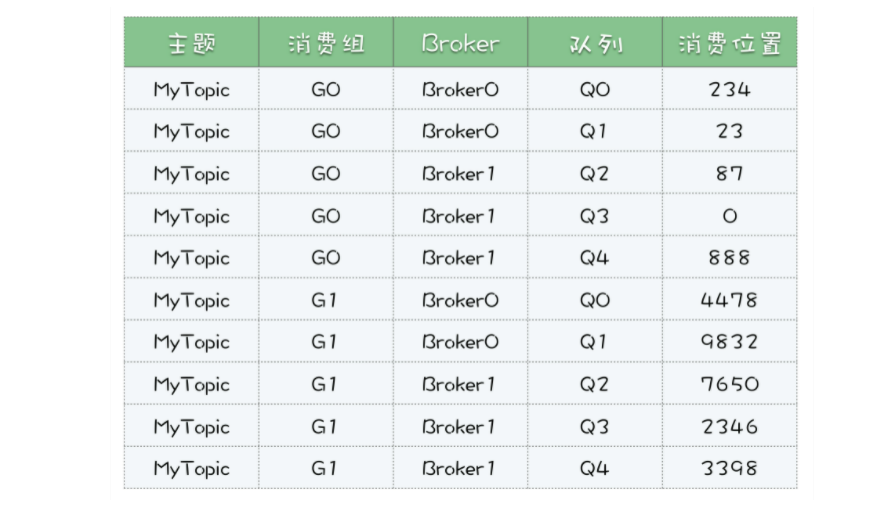 主题 消费组 Broker 队列 消费位置
MyTopic G0 Broker0 Q0 234
MyTopic G0 Broker0 Q1 23
MyTopic G0 Broker1 Q2 87
MyTopic G0 Broker1 Q3 0
MyTopic G0 Broker1 Q4 888
MyTopic G1 Broker0 Q0 4478
MyTopic G1 Broker0 Q1 9832
MyTopic G1 Broker1 Q2 7650
MyTopic G1 Broker1 Q3 2346
MyTopic G1 Broker1 Q4 3398